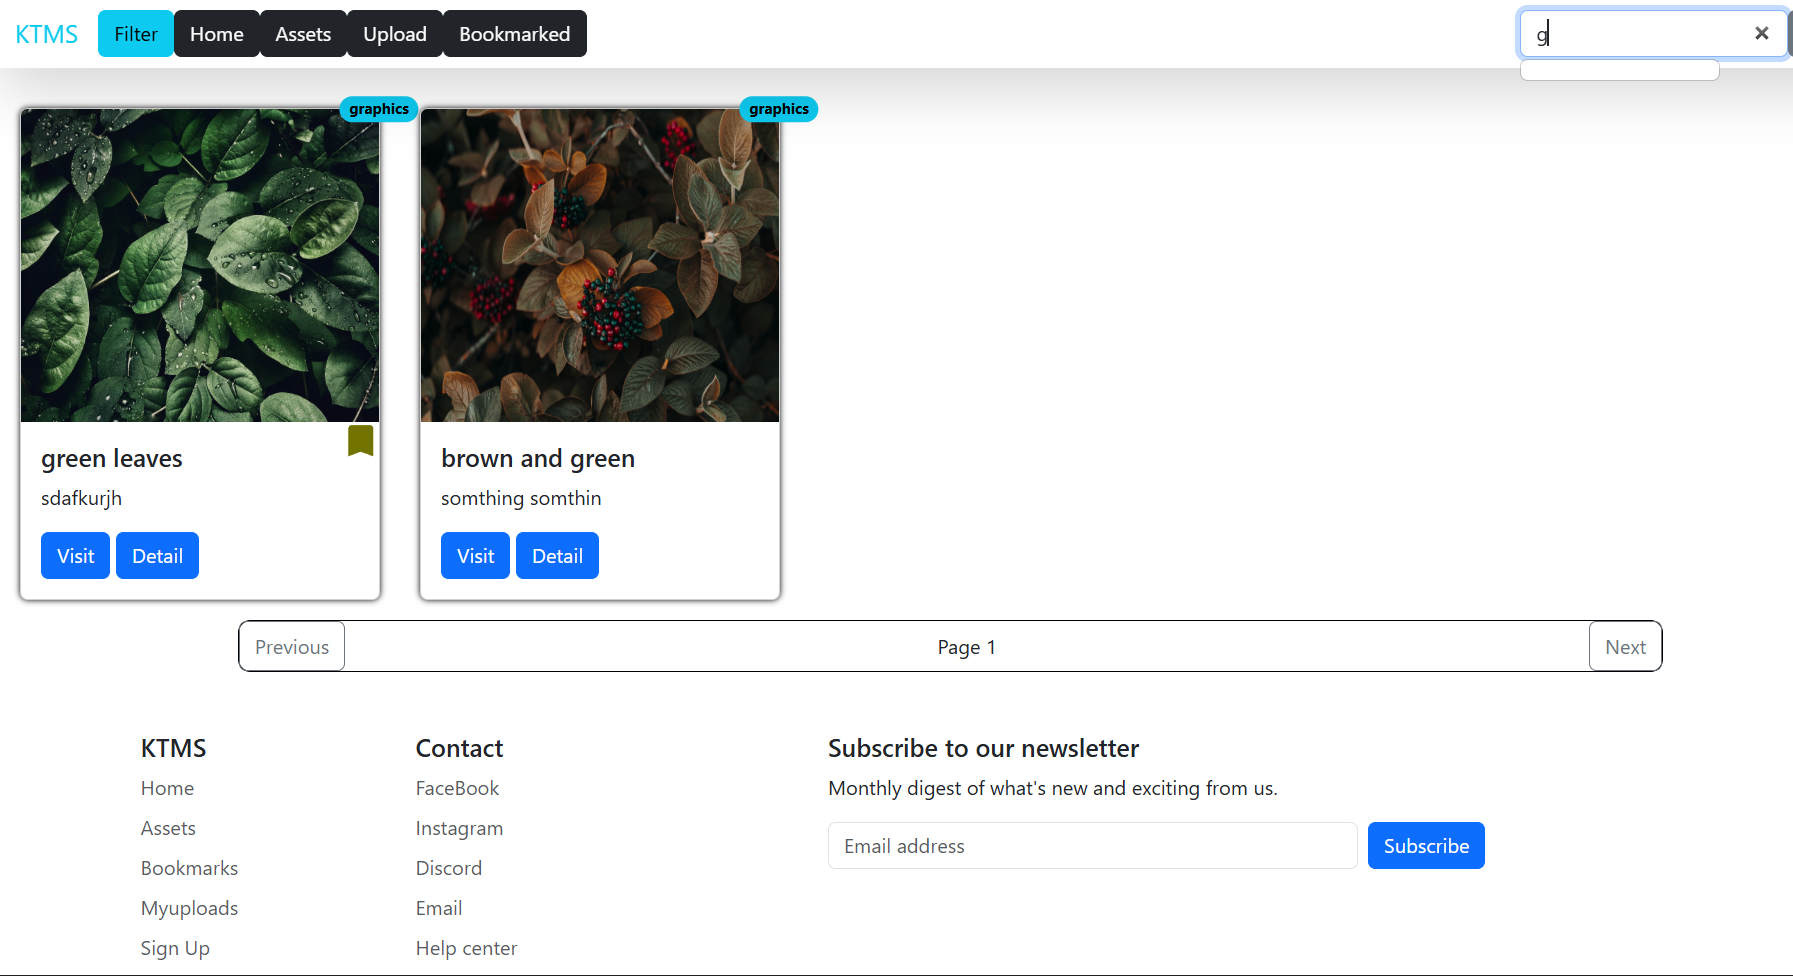 KTMS Filter Home Assets Upload Bookmarked g
graphics graphics
green leaves
sdafkurjh
Visit Detail
brown and green
somthing somthin
Visit Detail
Previous Page 1 Next
KTMS
Home
Assets
Bookmarks
Myuploads
Sign Up
Contact
FaceBook
Instagram
Discord
Email
Help center
Subscribe to our newsletter
Monthly digest of what's new and exciting from us.
Email address Subscribe